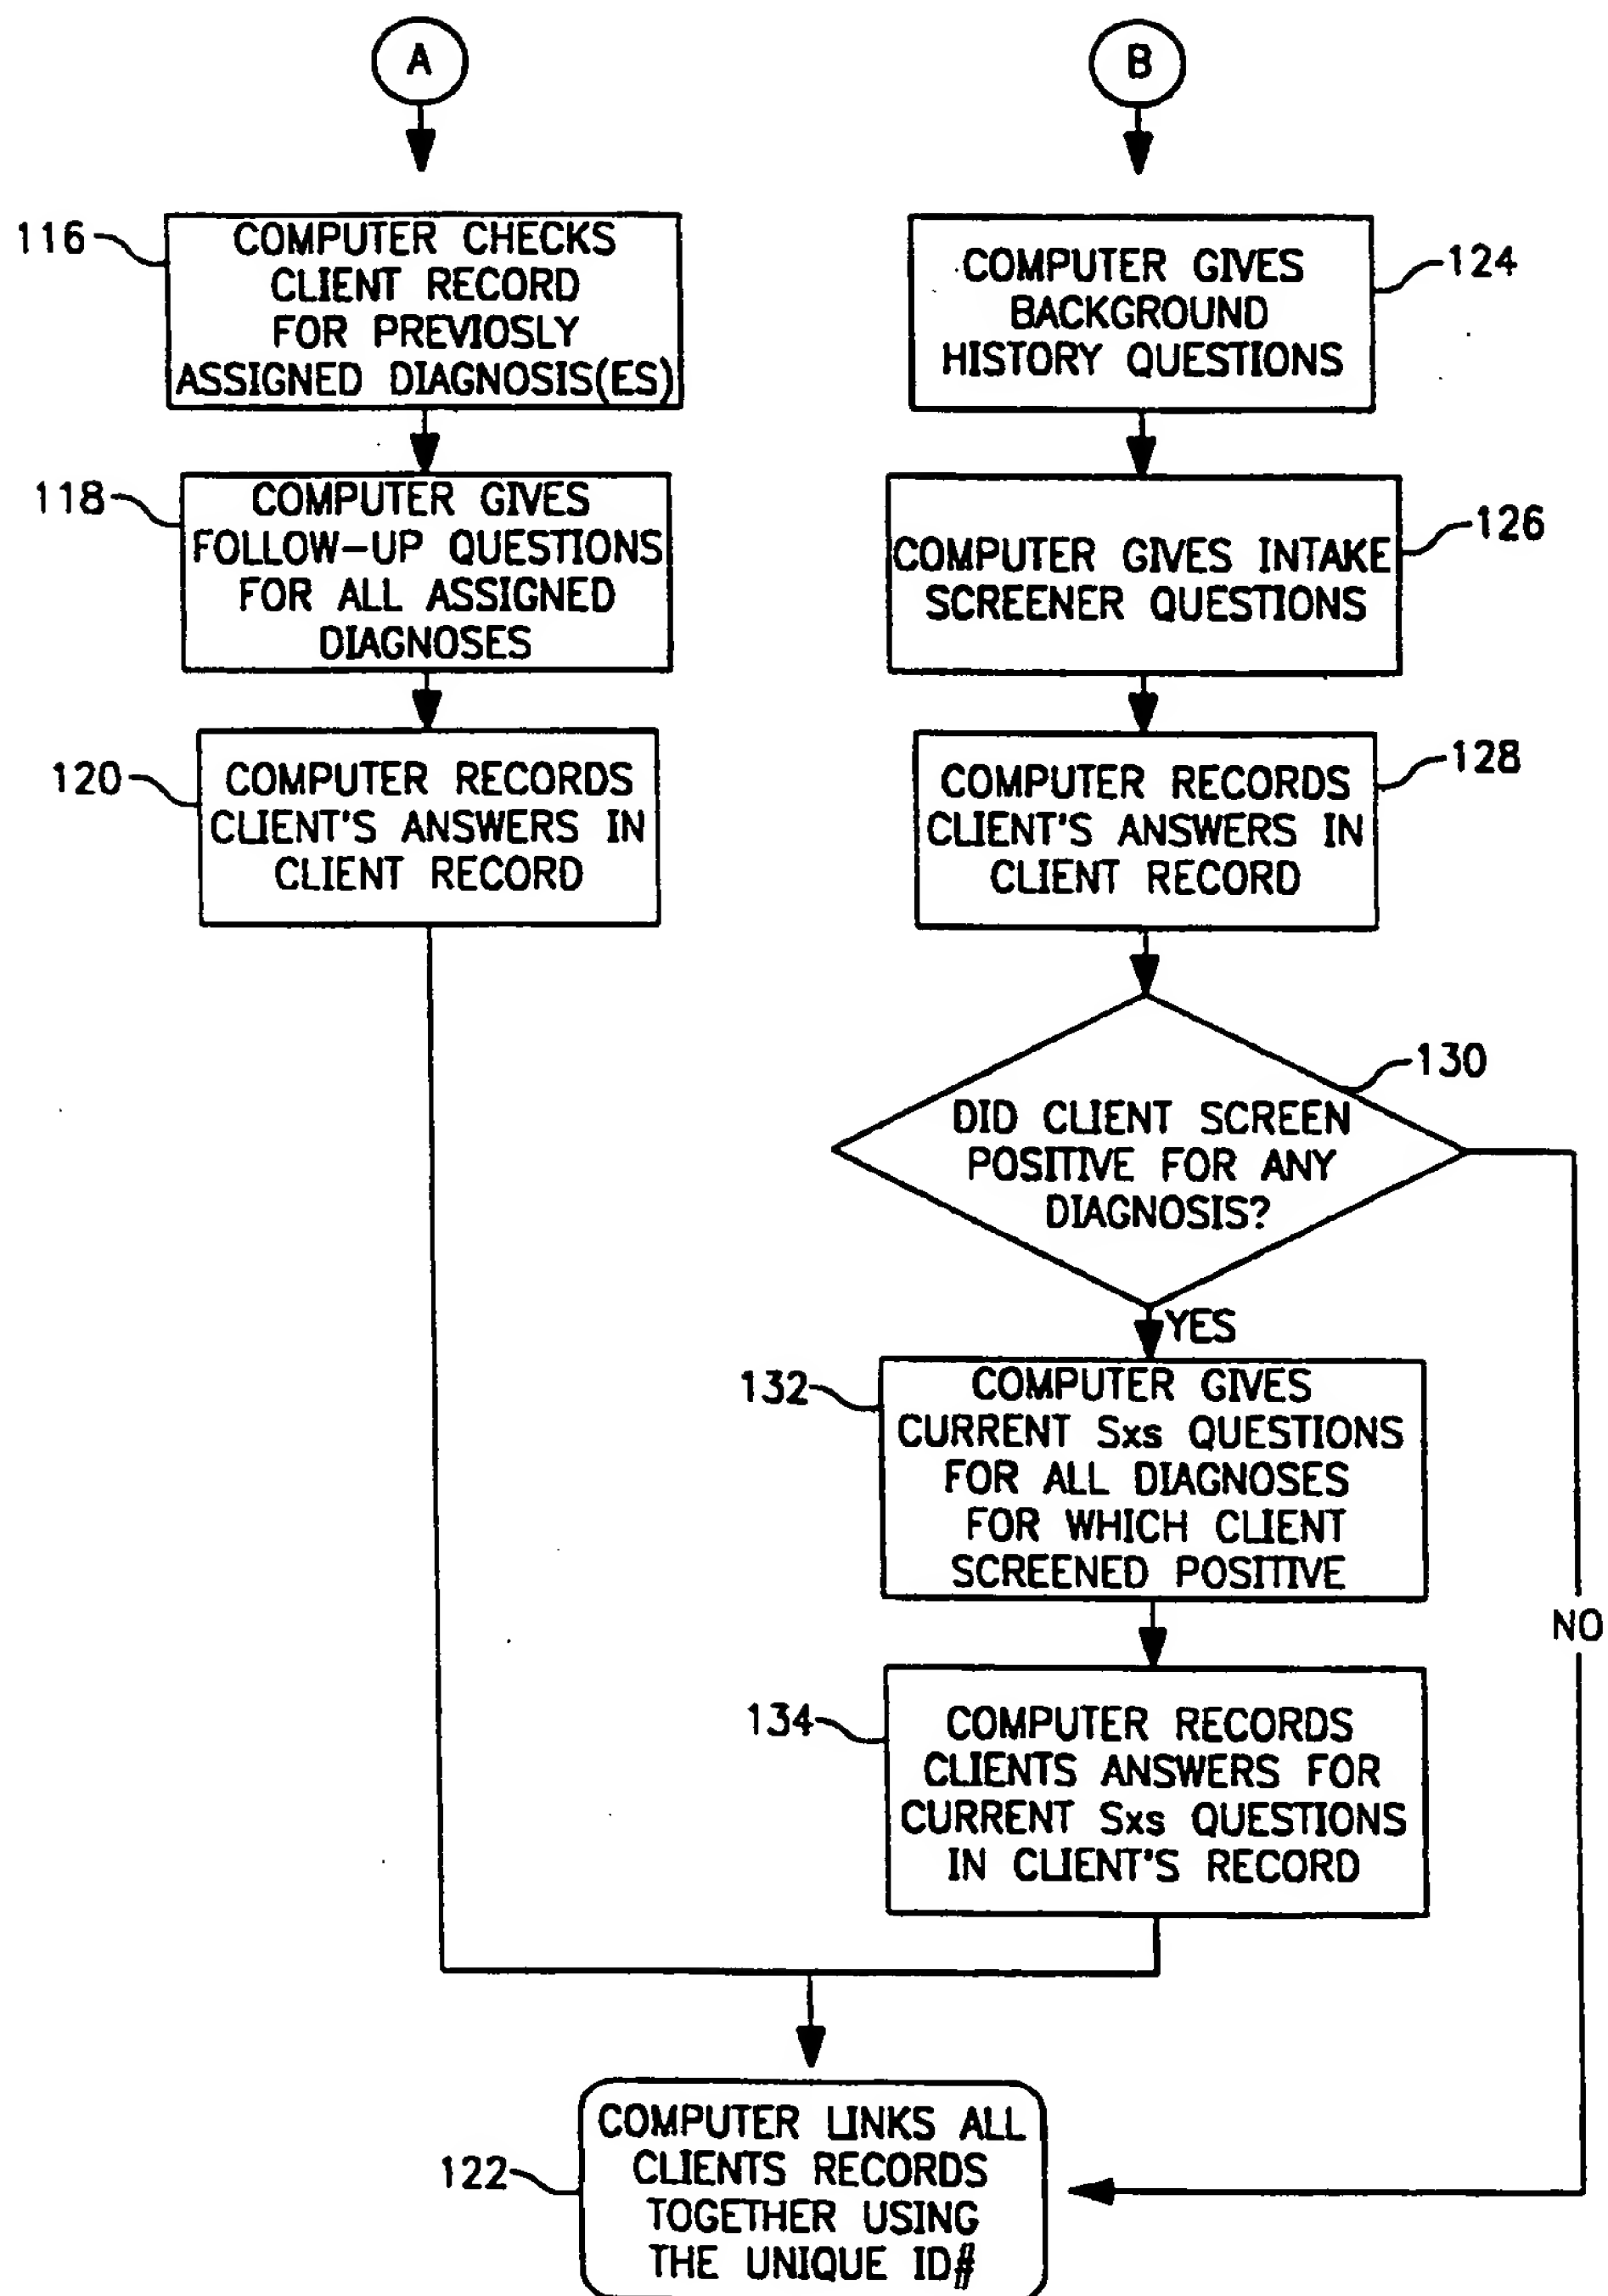 A
116
COMPUTER CHECKS
CLIENT RECORD
FOR PREVIOSLY
ASSIGNED DIAGNOSIS(ES)
118
COMPUTER GIVES
FOLLOW-UP QUESTIONS
FOR ALL ASSIGNED
DIAGNOSES
120
COMPUTER RECORDS
CLIENT'S ANSWERS IN
CLIENT RECORD
B
124
COMPUTER GIVES
BACKGROUND
HISTORY QUESTIONS
126
COMPUTER GIVES INTAKE
SCREENER QUESTIONS
128
COMPUTER RECORDS
CLIENT'S ANSWERS IN
CLIENT RECORD
130
DID CLIENT SCREEN
POSITIVE FOR ANY
DIAGNOSIS?
YES
132
COMPUTER GIVES
CURRENT Sxs QUESTIONS
FOR ALL DIAGNOSES
FOR WHICH CLIENT
SCREENED POSITIVE
NO
134
COMPUTER RECORDS
CLIENTS ANSWERS FOR
CURRENT Sxs QUESTIONS
IN CLIENT'S RECORD
122
COMPUTER LINKS ALL
CLIENTS RECORDS
TOGETHER USING
THE UNIQUE ID#